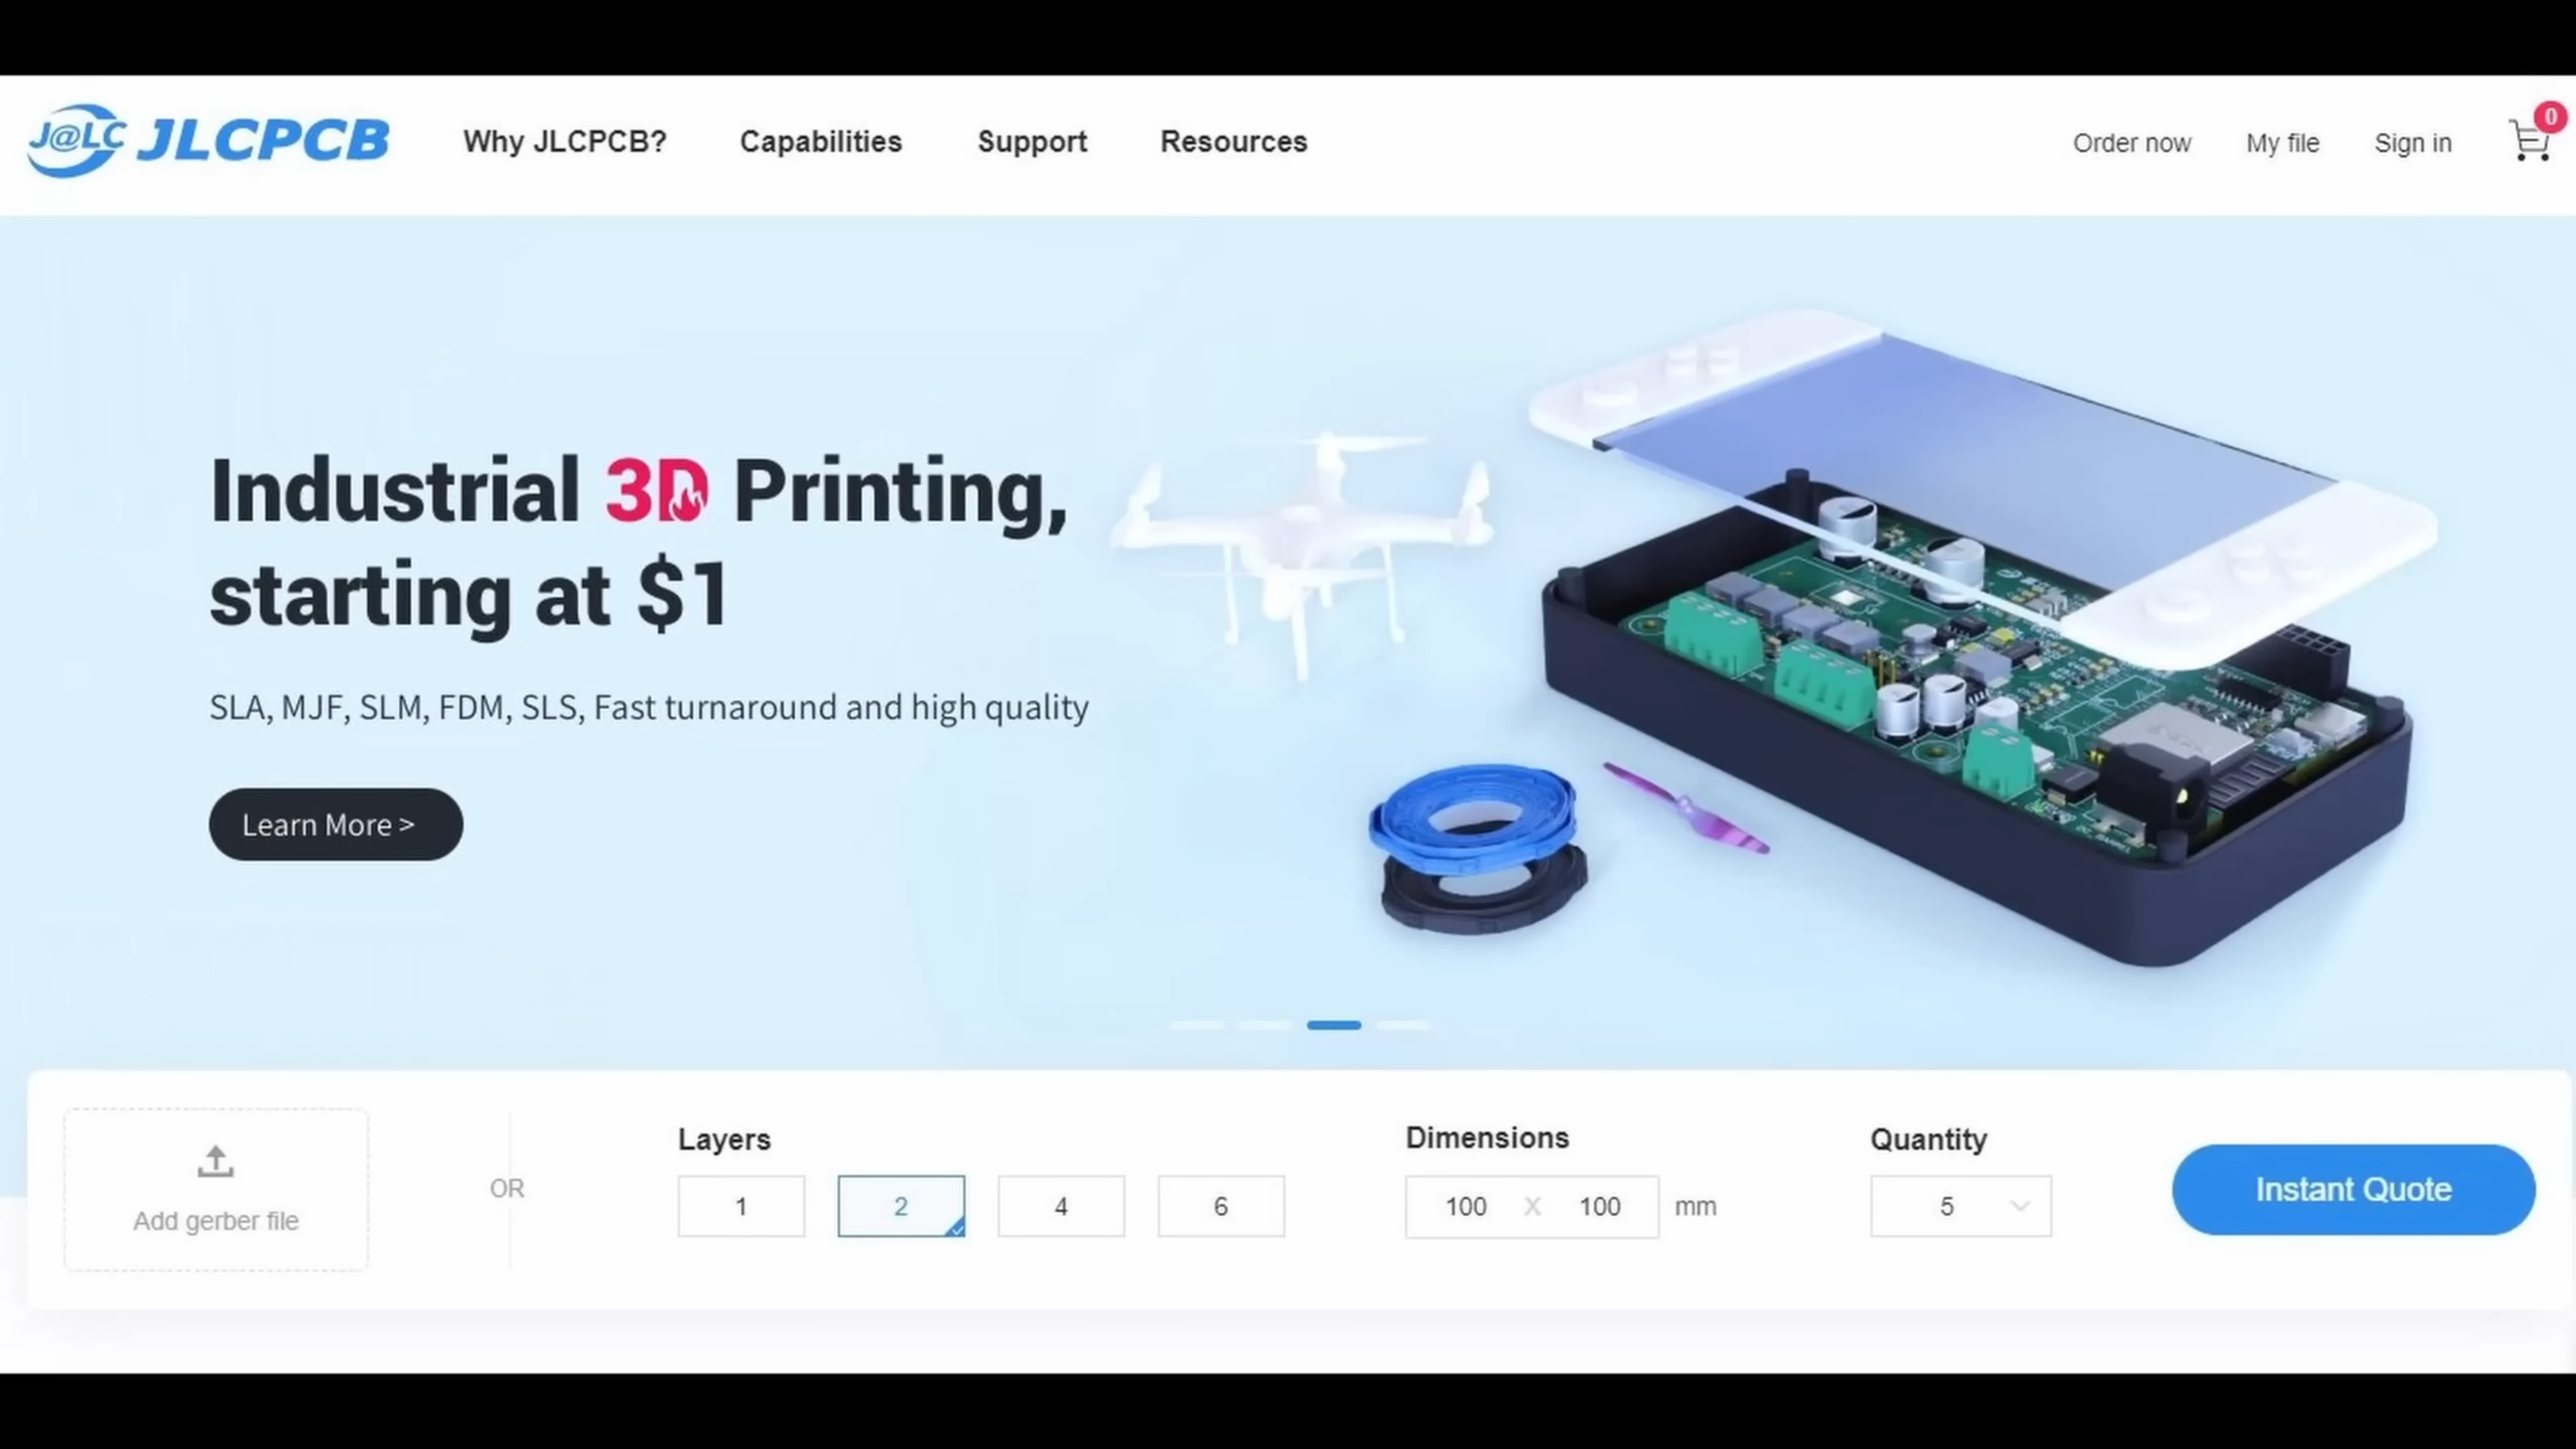 J@LC JLCPCB
Why JLCPCB? Capabilities Support Resources
Order now My file Sign in 0
Industrial 3D Printing,
starting at $1
SLA, MJF, SLM, FDM, SLS, Fast turnaround and high quality
Learn More >
Add gerber file
OR
Layers
1 2 4 6
Dimensions
100 X 100 mm
Quantity
5
Instant Quote